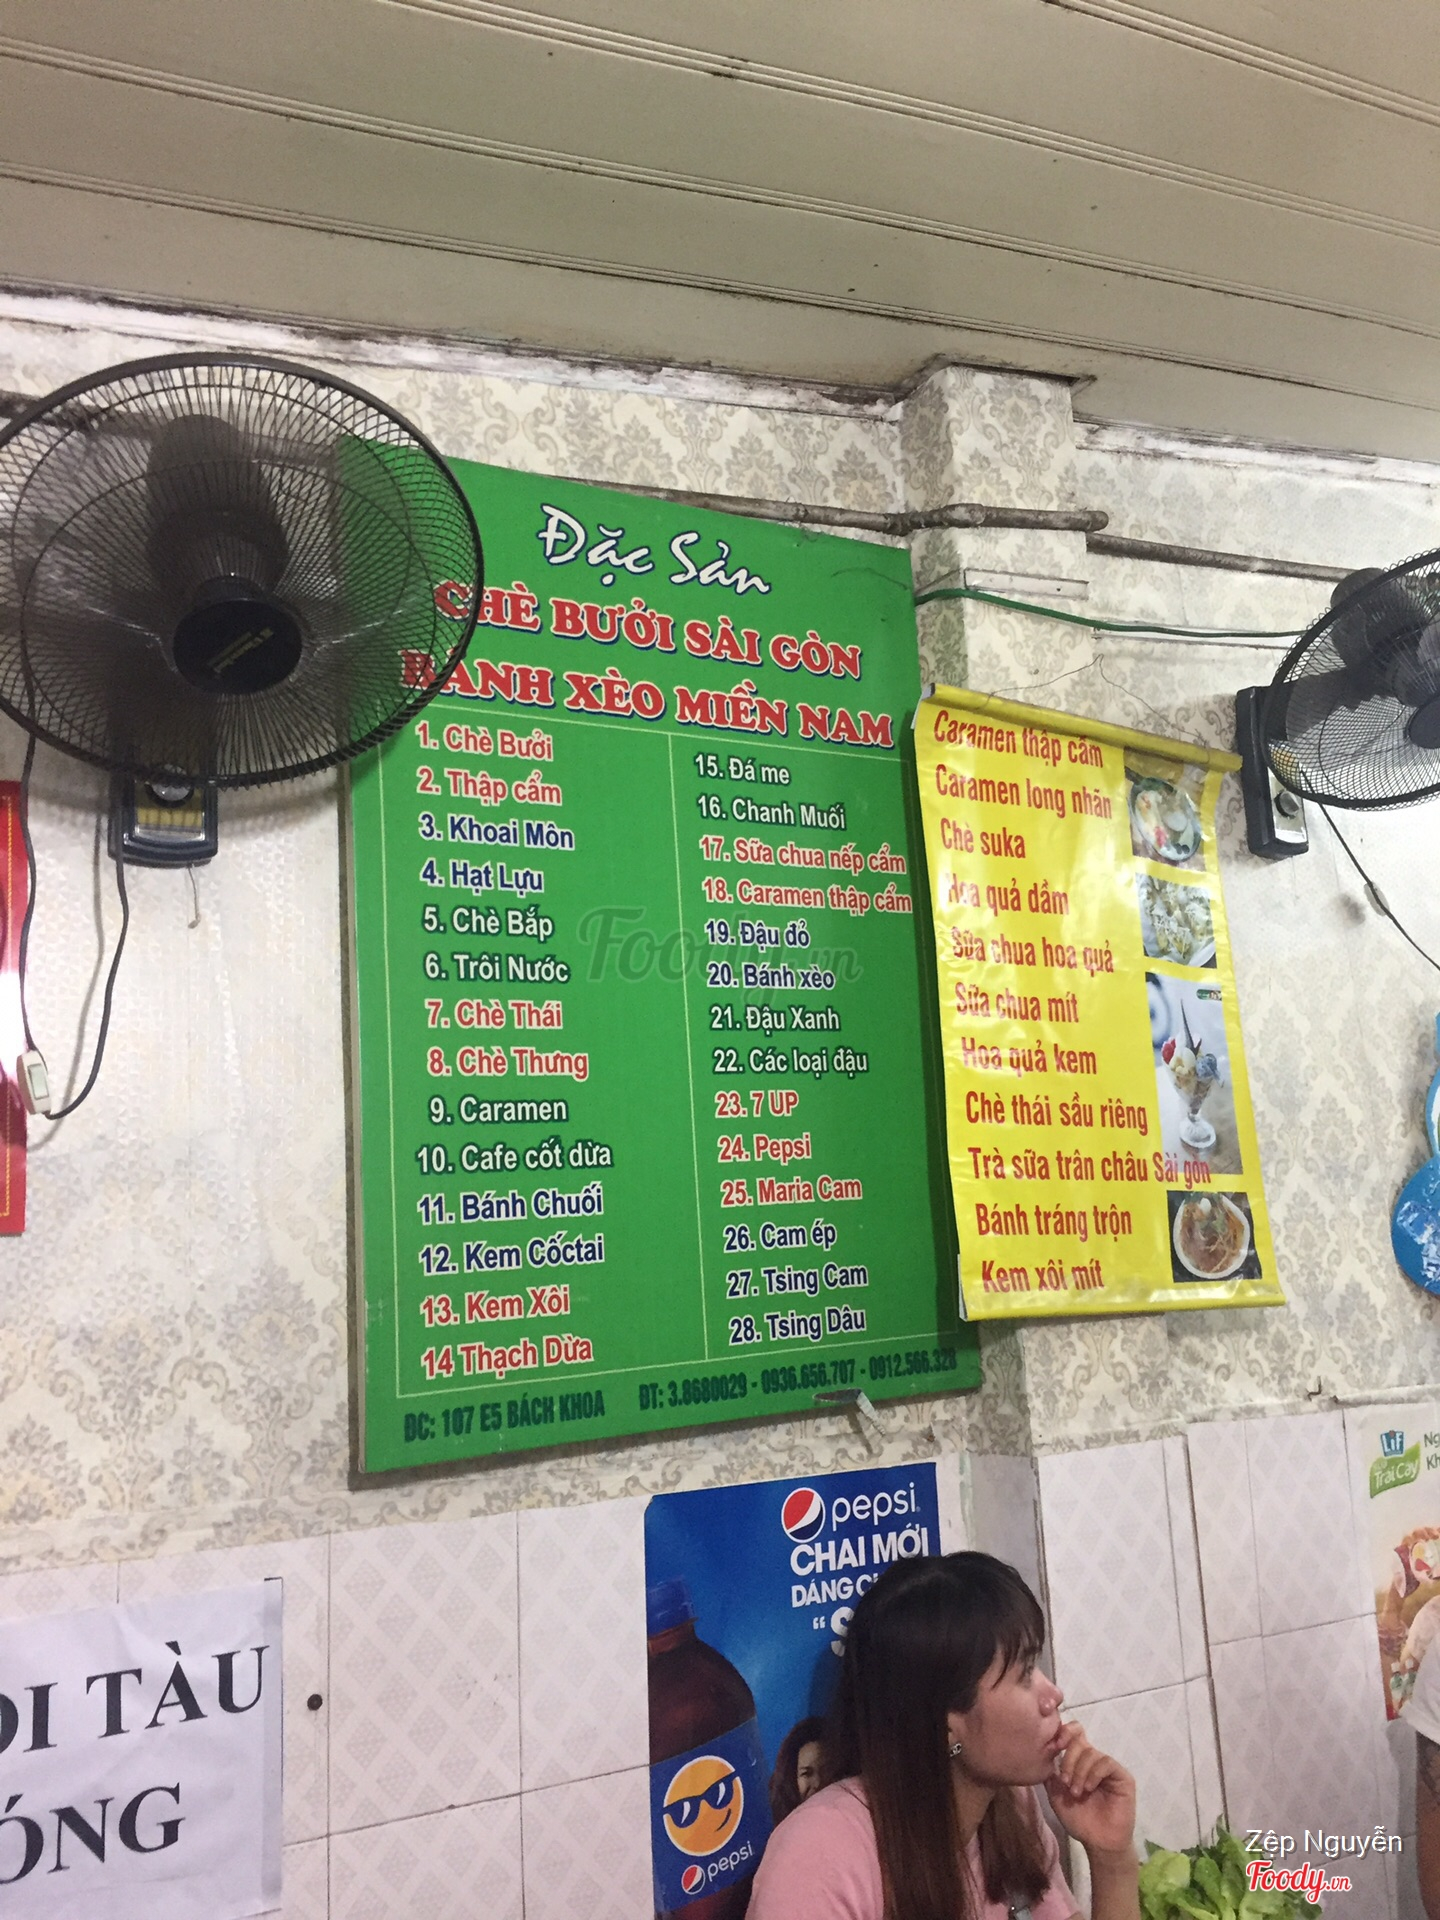 Đặc Sản
CHÈ BƯỞI SÀI GÒN
BÁNH XÈO MIỀN NAM
1. Chè Bưởi
2. Thập cẩm
3. Khoai Môn
4. Hạt Lựu
5. Chè Bắp
6. Trôi Nước
7. Chè Thái
8. Chè Thưng
9. Caramen
10. Cafe cốt dừa
11. Bánh Chuối
12. Kem Cốctai
13. Kem Xôi
14 Thạch Dừa
15. Đá me
16. Chanh Muối
17. Sữa chua nếp cẩm
18. Caramen thập cẩm
19. Đậu đỏ
20. Bánh xèo
21. Đậu Xanh
22. Các loại đậu
23. 7 UP
24. Pepsi
25. Maria Cam
26. Cam ép
27. Tsing Cam
28. Tsing Dâu
ĐC: 107 E5 BÁCH KHOA ĐT: 3.8680029 - 0936.656.707 - 0912.566.328
Foody.vn
Caramen thập cẩm
Caramen long nhãn
Chè suka
Hoa quả dầm
Sữa chua hoa quả
Sữa chua mít
Hoa quả kem
Chè thái sầu riêng
Trà sữa trân châu Sài gòn
Bánh tráng trộn
Kem xôi mít
pepsi
CHAI MỚI
DÁNG
"S
pepsi
TÀU
ÓNG
LiF
Trái Cây
Zệp Nguyễn
Foody.vn